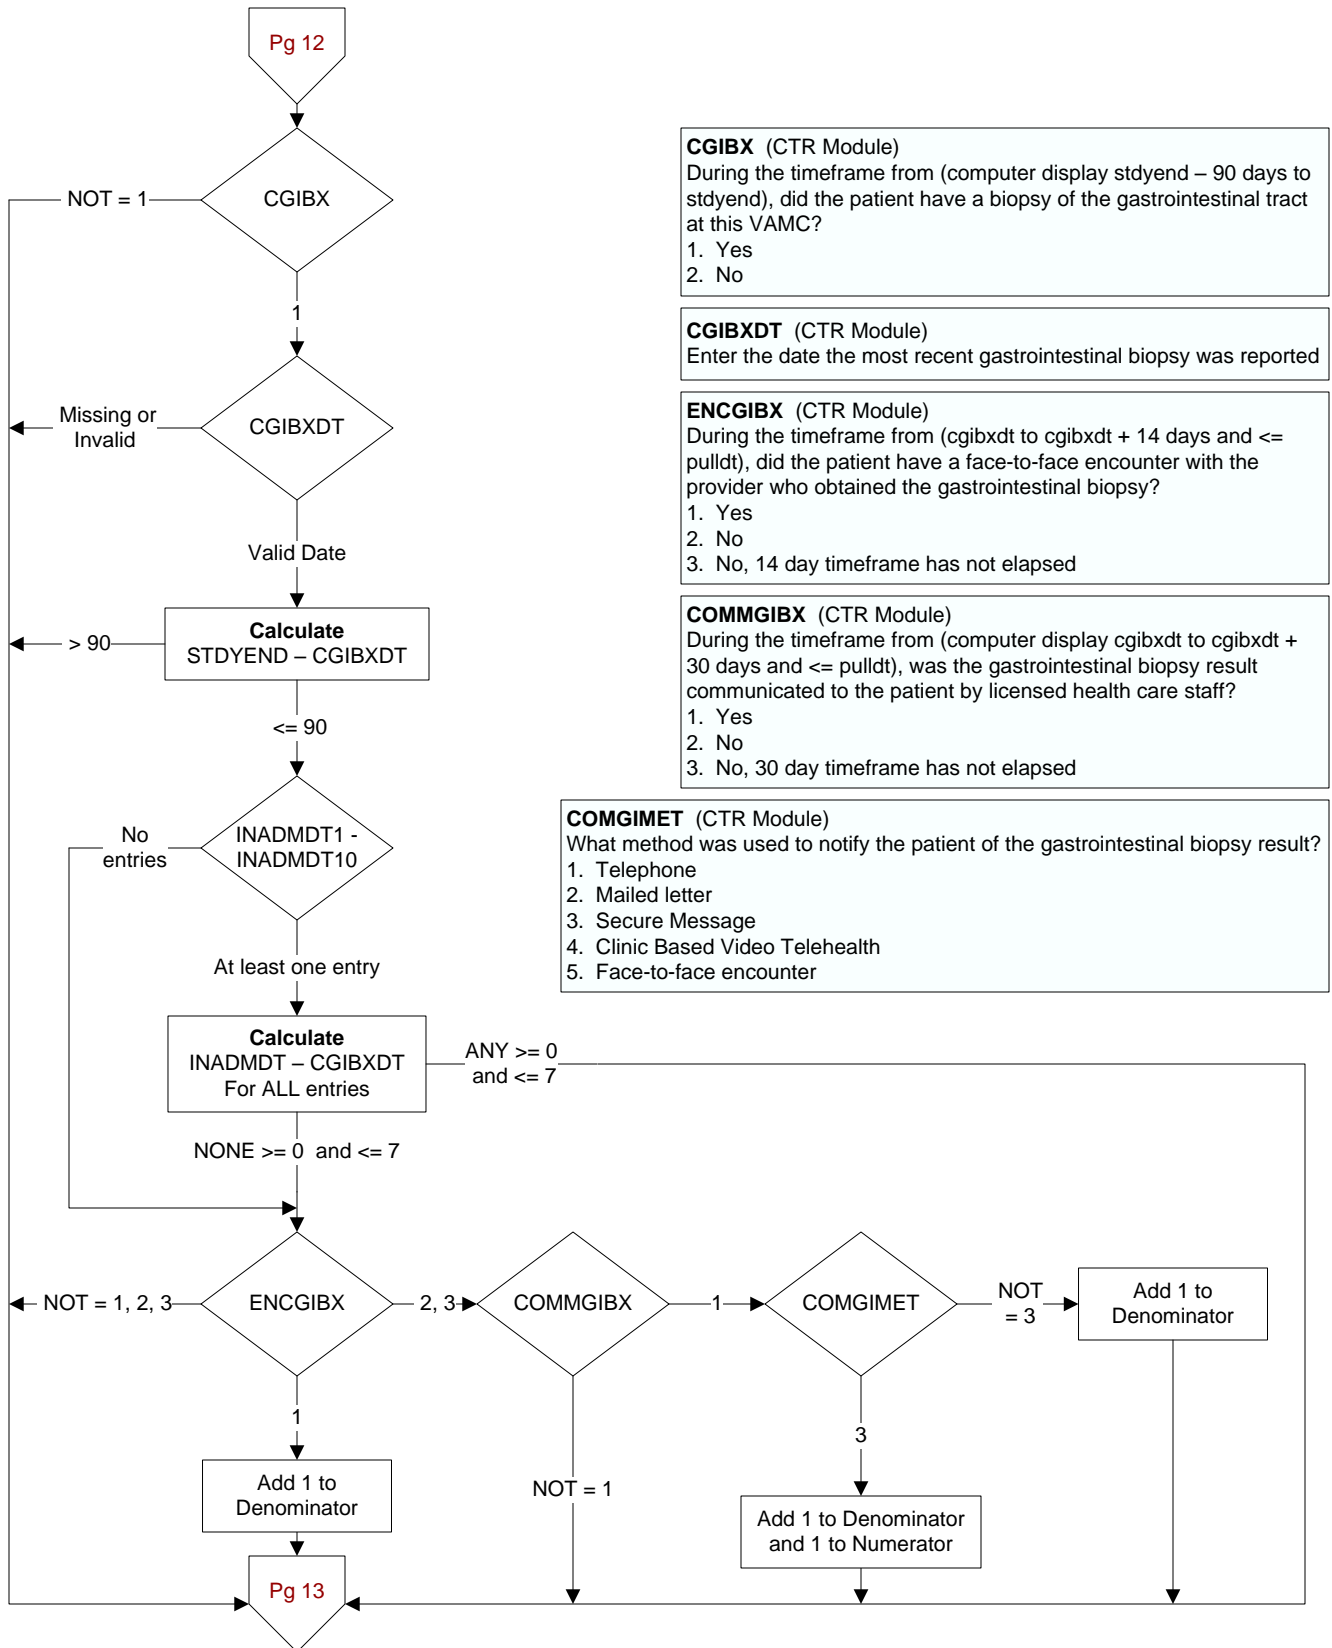 Pg 12
CGIBX
NOT = 1
1
CGIBXDT
Missing or
Invalid
Valid Date
Calculate
STDYEND – CGIBXDT
> 90
<= 90
INADMDT1 -
INADMDT10
No
entries
At least one entry
Calculate
INADMDT – CGIBXDT
For ALL entries
ANY >= 0
and <= 7
NONE >= 0 and <= 7
ENCGIBX
NOT = 1, 2, 3
2, 3
COMMGIBX
1
COMGIMET
NOT
= 3
Add 1 to
Denominator
1
Add 1 to
Denominator
NOT = 1
3
Add 1 to Denominator
and 1 to Numerator
Pg 13
CGIBX (CTR Module)
During the timeframe from (computer display stdyend – 90 days to
stdyend), did the patient have a biopsy of the gastrointestinal tract
at this VAMC?
1. Yes
2. No
CGIBXDT (CTR Module)
Enter the date the most recent gastrointestinal biopsy was reported
ENCGIBX (CTR Module)
During the timeframe from (cgibxdt to cgibxdt + 14 days and <=
pulldt), did the patient have a face-to-face encounter with the
provider who obtained the gastrointestinal biopsy?
1. Yes
2. No
3. No, 14 day timeframe has not elapsed
COMMGIBX (CTR Module)
During the timeframe from (computer display cgibxdt to cgibxdt +
30 days and <= pulldt), was the gastrointestinal biopsy result
communicated to the patient by licensed health care staff?
1. Yes
2. No
3. No, 30 day timeframe has not elapsed
COMGIMET (CTR Module)
What method was used to notify the patient of the gastrointestinal biopsy result?
1. Telephone
2. Mailed letter
3. Secure Message
4. Clinic Based Video Telehealth
5. Face-to-face encounter